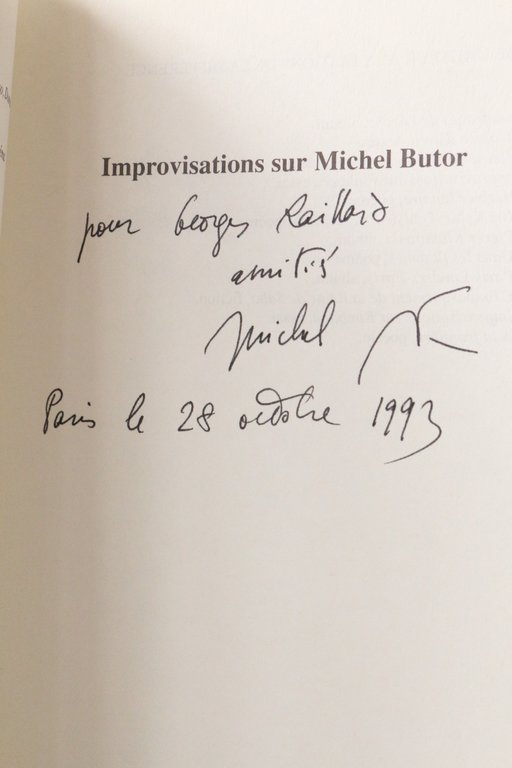 Improvisations sur Michel Butor
pour Georges Raillard
amitiés
Michel
Paris le 28 octobre 1993